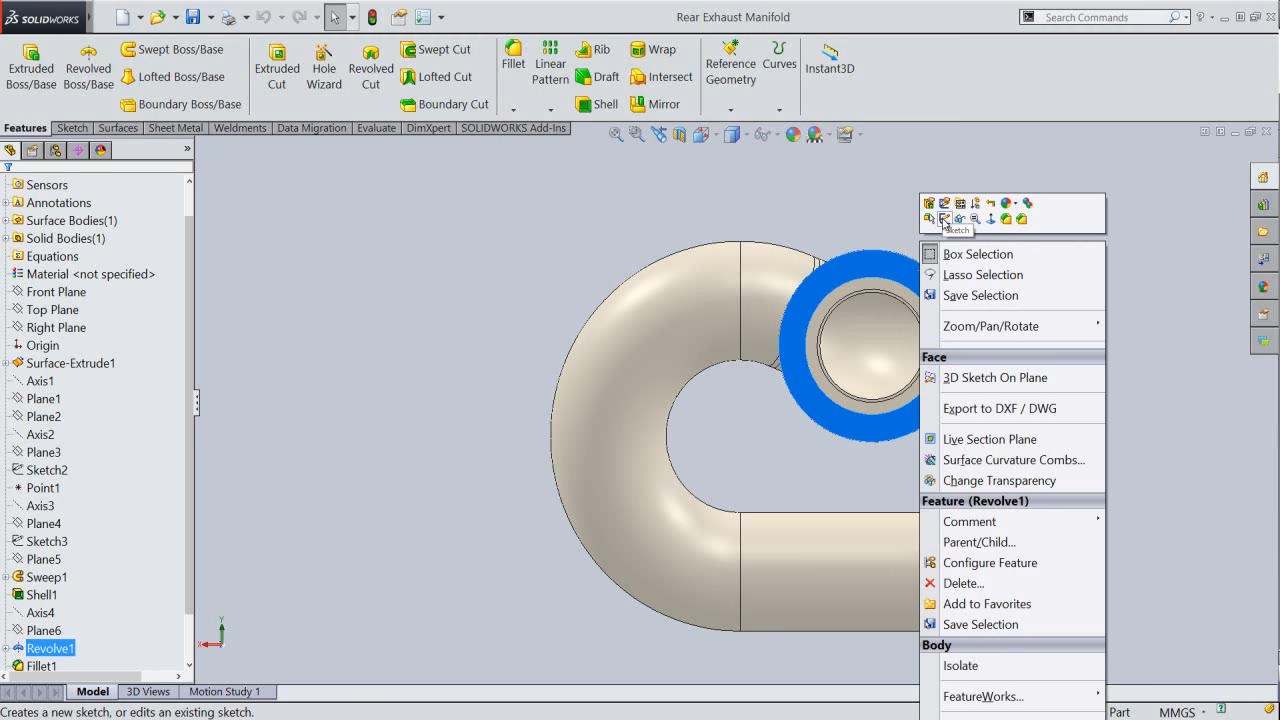 SOLIDWORKS
Rear Exhaust Manifold
Search Commands
Extruded Boss/Base
Revolved Boss/Base
Swept Boss/Base
Lofted Boss/Base
Boundary Boss/Base
Extruded Cut
Hole Wizard
Revolved Cut
Swept Cut
Lofted Cut
Boundary Cut
Fillet
Linear Pattern
Rib
Draft
Shell
Wrap
Intersect
Mirror
Reference Geometry
Curves
Instant3D
Features Sketch Surfaces Sheet Metal Weldments Data Migration Evaluate DimXpert SOLIDWORKS Add-Ins
Sensors
Annotations
Surface Bodies(1)
Solid Bodies(1)
Equations
Material <not specified>
Front Plane
Top Plane
Right Plane
Origin
Surface-Extrude1
Axis1
Plane1
Plane2
Axis2
Plane3
Sketch2
Point1
Axis3
Plane4
Sketch3
Plane5
Sweep1
Shell1
Axis4
Plane6
Revolve1
Fillet1
Y
X
Sketch
Box Selection
Lasso Selection
Save Selection
Zoom/Pan/Rotate
Face
3D Sketch On Plane
Export to DXF / DWG
Live Section Plane
Surface Curvature Combs...
Change Transparency
Feature (Revolve1)
Comment
Parent/Child...
Configure Feature
Delete...
Add to Favorites
Save Selection
Body
Isolate
FeatureWorks...
Model 3D Views Motion Study 1
Creates a new sketch, or edits an existing sketch.
Part MMGS